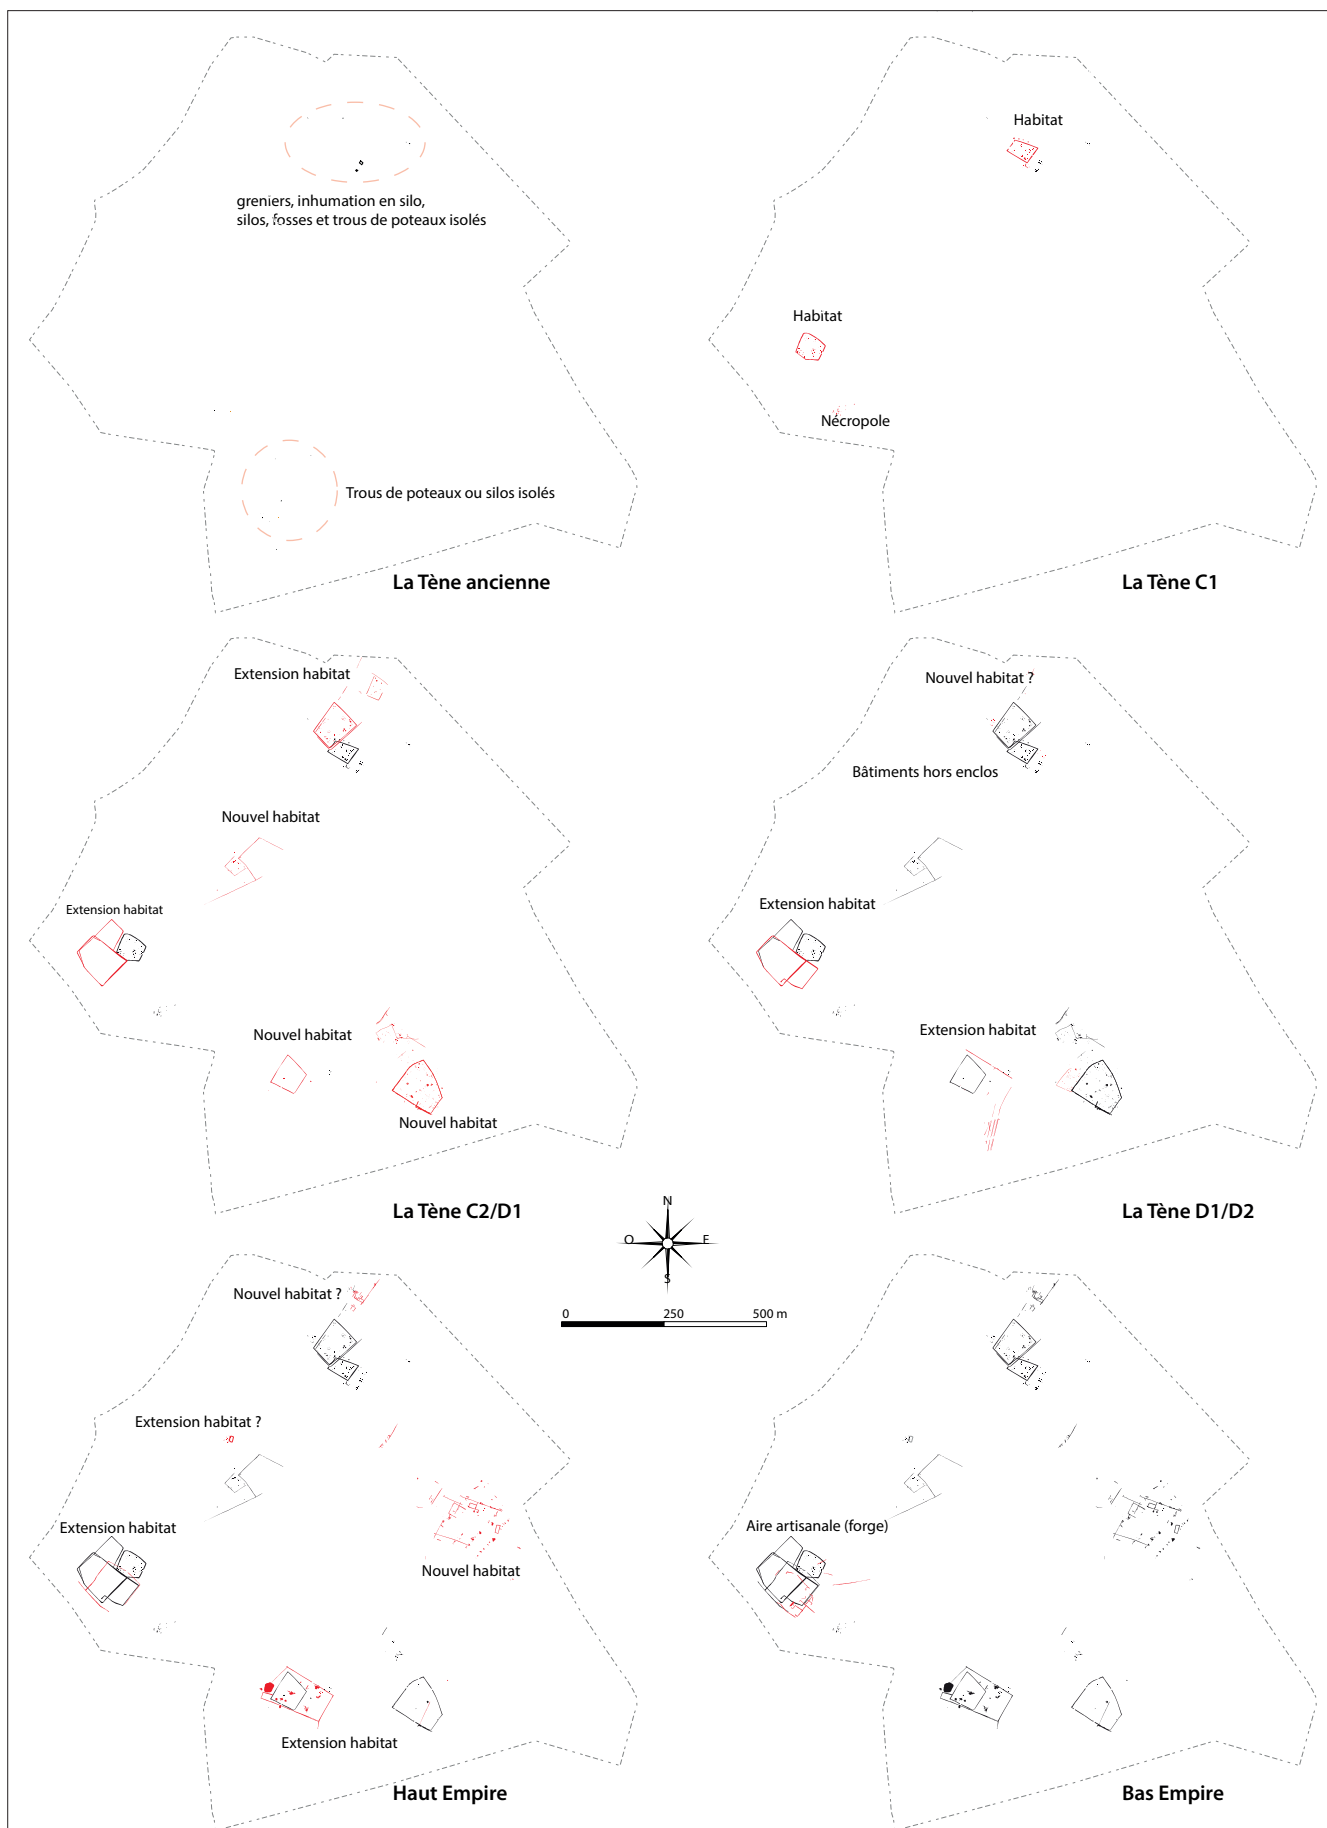 greniers, inhumation en silo,
silos, fosses et trous de poteaux isolés
Trous de poteaux ou silos isolés
La Tène ancienne
Habitat
Habitat
Nécropole
La Tène C1
Extension habitat
Nouvel habitat
Extension habitat
Nouvel habitat
Nouvel habitat
La Tène C2/D1
Nouvel habitat ?
Bâtiments hors enclos
Extension habitat
Extension habitat
La Tène D1/D2
N
O E
S
0 250 500 m
Nouvel habitat ?
Extension habitat ?
Extension habitat
Nouvel habitat
Extension habitat
Haut Empire
Aire artisanale (forge)
Bas Empire